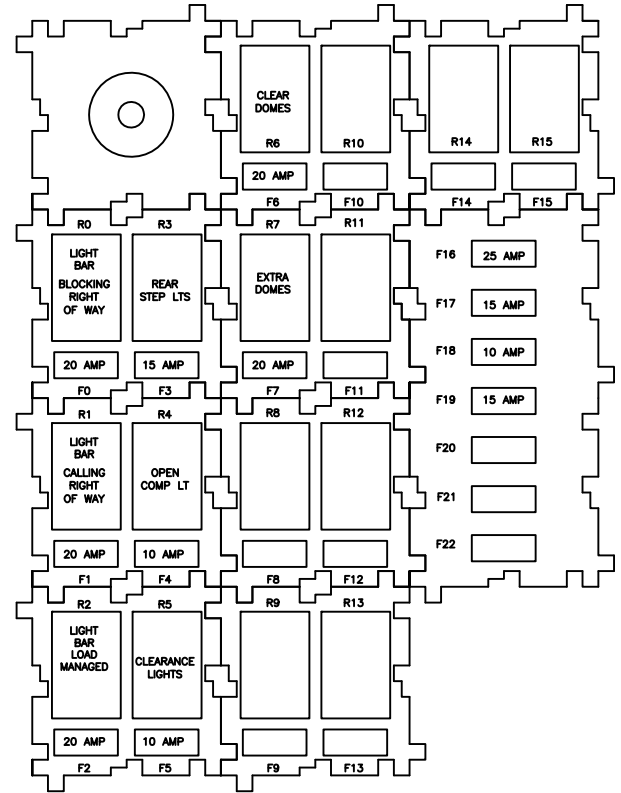 CLEAR
DOMES
R6
R10
R14
R15
20 AMP
F6
F10
F14
F15
R0
R3
R7
R11
LIGHT
BAR
BLOCKING
RIGHT
OF WAY
REAR
STEP LTS
EXTRA
DOMES
20 AMP
15 AMP
20 AMP
F0
F3
F7
F11
F16
25 AMP
F17
15 AMP
F18
10 AMP
F19
15 AMP
F20
F21
F22
R1
R4
R8
R12
LIGHT
BAR
CALLING
RIGHT
OF WAY
OPEN
COMP LT
20 AMP
10 AMP
F1
F4
F8
F12
R2
R5
R9
R13
LIGHT
BAR
LOAD
MANAGED
CLEARANCE
LIGHTS
20 AMP
10 AMP
F2
F5
F9
F13